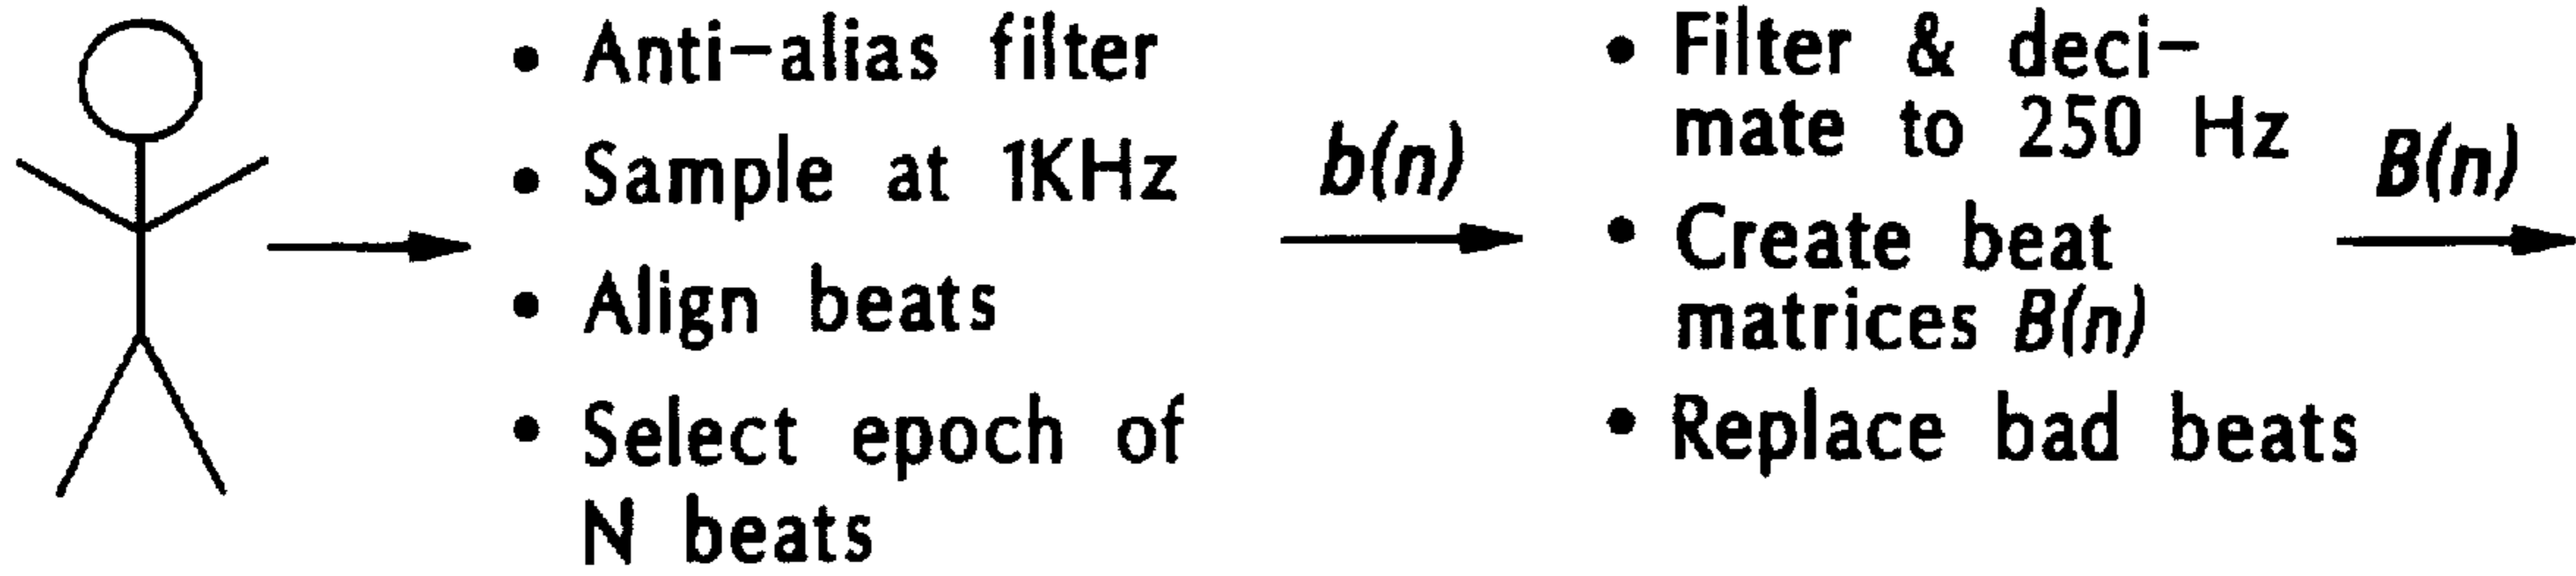 • Anti-alias filter
• Sample at 1KHz
• Align beats
• Select epoch of
N beats
b(n)
• Filter & deci-
mate to 250 Hz
• Create beat
matrices B(n)
• Replace bad beats
B(n)